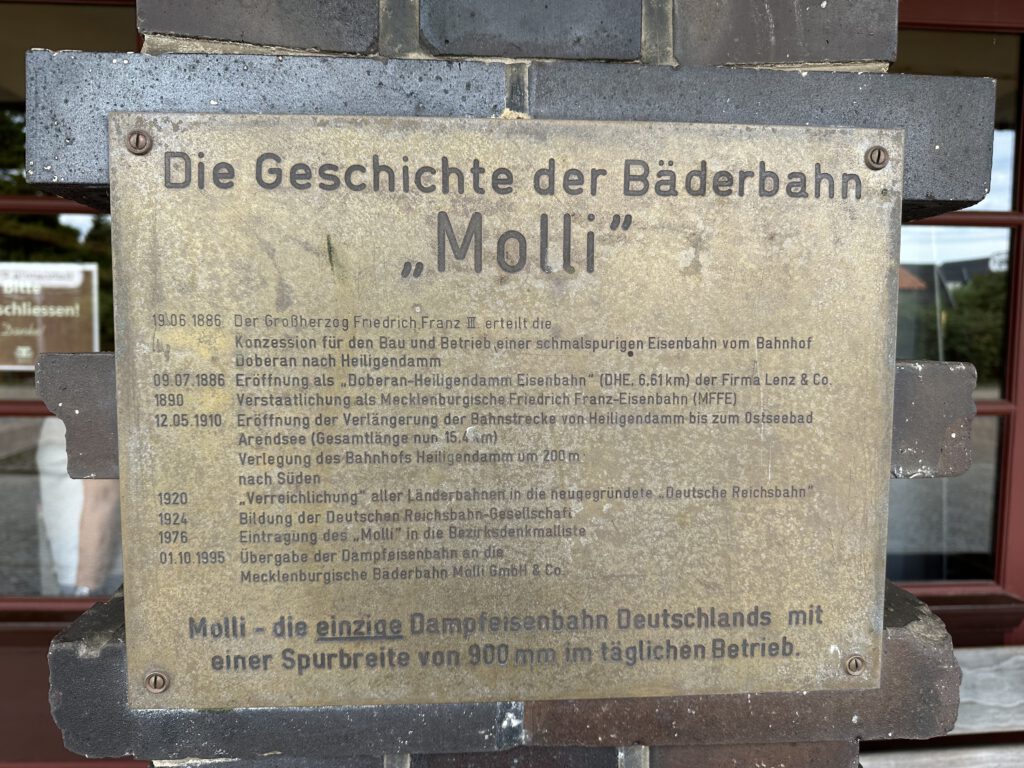 Die Geschichte der Bäderbahn
„Molli”
19.06.1886 Der Großherzog Friedrich Franz III. erteilt die
Konzession für den Bau und Betrieb einer schmalspurigen Eisenbahn vom Bahnhof
Doberan nach Heiligendamm
09.07.1886 Eröffnung als „Doberan-Heiligendamm Eisenbahn” (DHE, 6,61 km) der Firma Lenz & Co.
1890 Verstaatlichung als Mecklenburgische Friedrich Franz-Eisenbahn (MFFE)
12.05.1910 Eröffnung der Verlängerung der Bahnstrecke von Heiligendamm bis zum Ostseebad
Arendsee (Gesamtlänge nun 15,4 km)
Verlegung des Bahnhofs Heiligendamm um 200 m
nach Süden
1920 „Verreichlichung” aller Länderbahnen in die neugegründete „Deutsche Reichsbahn”
1924 Bildung der Deutschen Reichsbahn-Gesellschaft
1976 Eintragung des „Molli” in die Bezirksdenkmalliste
01.10.1995 Übergabe der Dampfeisenbahn an die
Mecklenburgische Bäderbahn Molli GmbH & Co.
Molli - die einzige Dampfeisenbahn Deutschlands mit
einer Spurbreite von 900 mm im täglichen Betrieb.
Bitte
schliessen!
Danke!